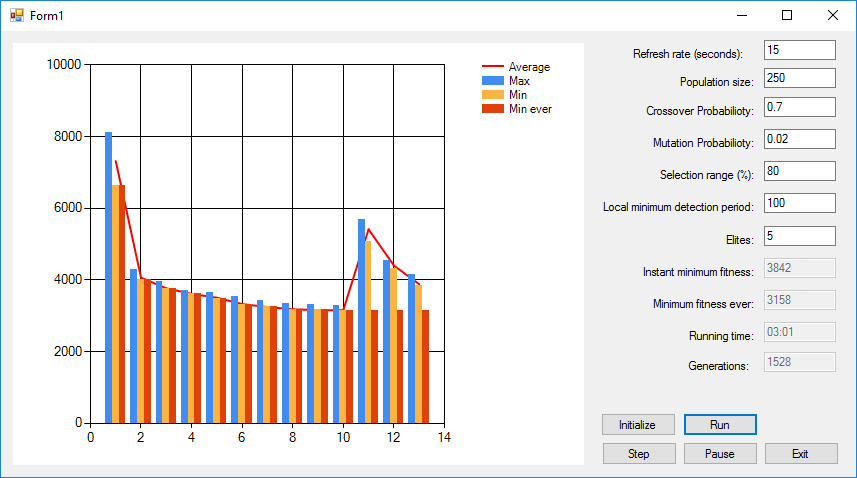 Form1
10000
8000
6000
4000
2000
0
0 2 4 6 8 10 12 14
Average
Max
Min
Min ever
Refresh rate (seconds): 15
Population size: 250
Crossover Probabilioty: 0.7
Mutation Probabilioty: 0.02
Selection range (%): 80
Local minimum detection period: 100
Elites: 5
Instant minimum fitness: 3842
Minimum fitness ever: 3158
Running time: 03:01
Generations: 1528
Initialize Run
Step Pause Exit